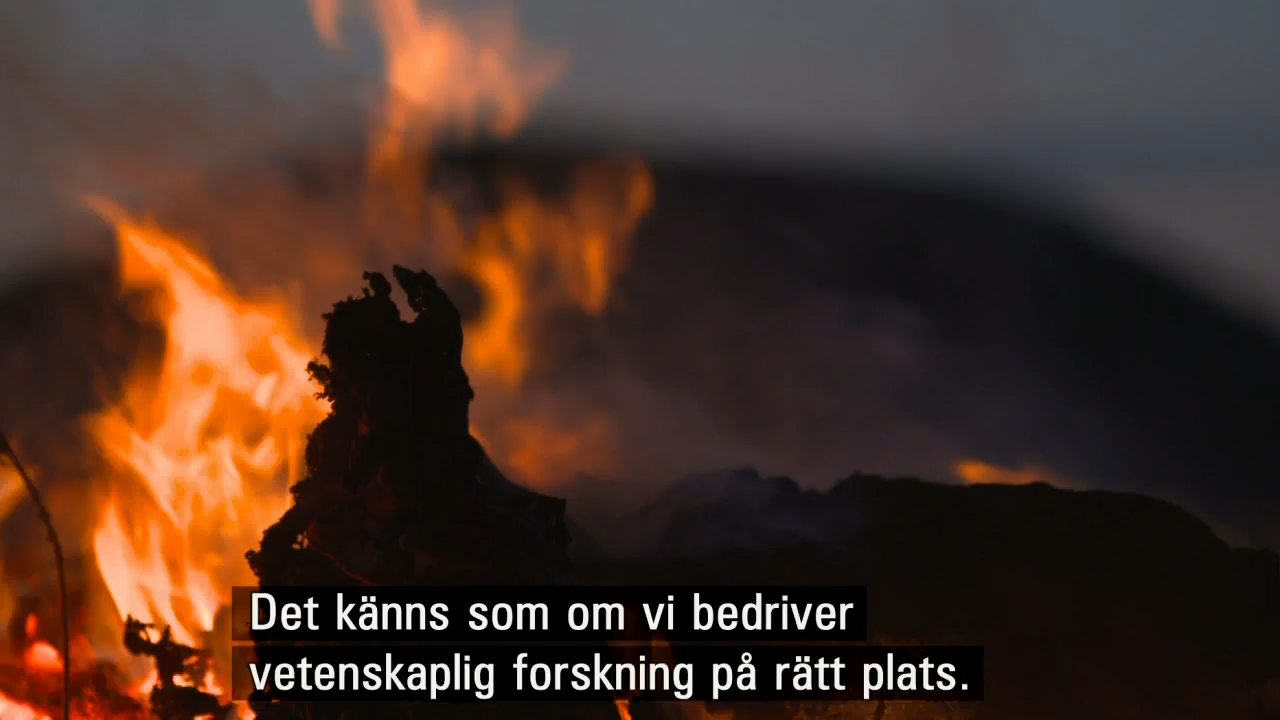 Det känns som om vi bedriver
vetenskaplig forskning på rätt plats.